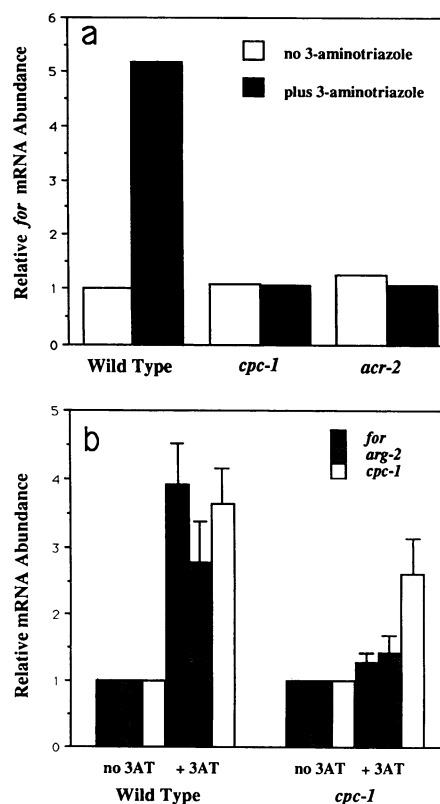 a
6
5
4
3
2
1
0
Relative for mRNA Abundance
no 3-aminotriazole
plus 3-aminotriazole
Wild Type
cpc-1
acr-2
b
5
4
3
2
1
0
Relative mRNA Abundance
for
arg-2
cpc-1
no 3AT + 3AT no 3AT + 3AT
Wild Type cpc-1